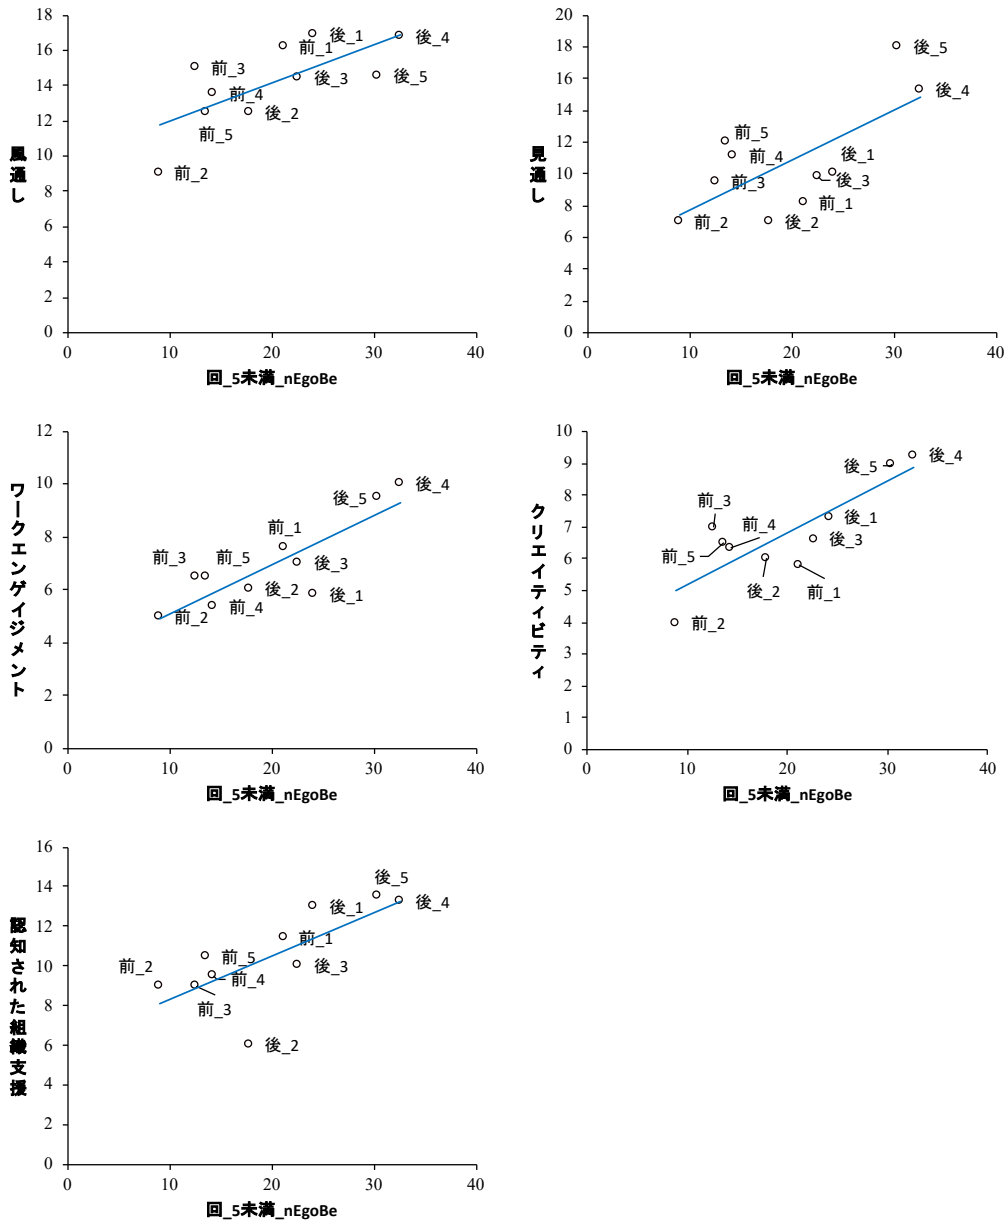 18
16
14
12
10
8
6
4
2
0
0
10
20
30
40
風通し
回_5未満_nEgoBe
後_1
後_4
前_1
前_3
後_3
後_5
前_4
後_2
前_5
前_2
20
18
16
14
12
10
8
6
4
2
0
0
10
20
30
40
見通し
回_5未満_nEgoBe
後_5
後_4
前_5
前_4
後_1
前_3
後_3
前_1
前_2
後_2
12
10
8
6
4
2
0
0
10
20
30
40
ワークエンゲイジメント
回_5未満_nEgoBe
後_5
後_4
前_1
前_3
前_5
後_3
後_2
後_1
前_4
前_2
10
9
8
7
6
5
4
3
2
1
0
0
10
20
30
40
クリエイティビティ
回_5未満_nEgoBe
後_4
後_5
前_3
前_4
後_1
前_5
後_3
後_2
前_1
前_2
16
14
12
10
8
6
4
2
0
0
10
20
30
40
認知された組織支援
回_5未満_nEgoBe
後_5
後_4
後_1
前_1
前_5
前_2
前_4
後_3
前_3
後_2